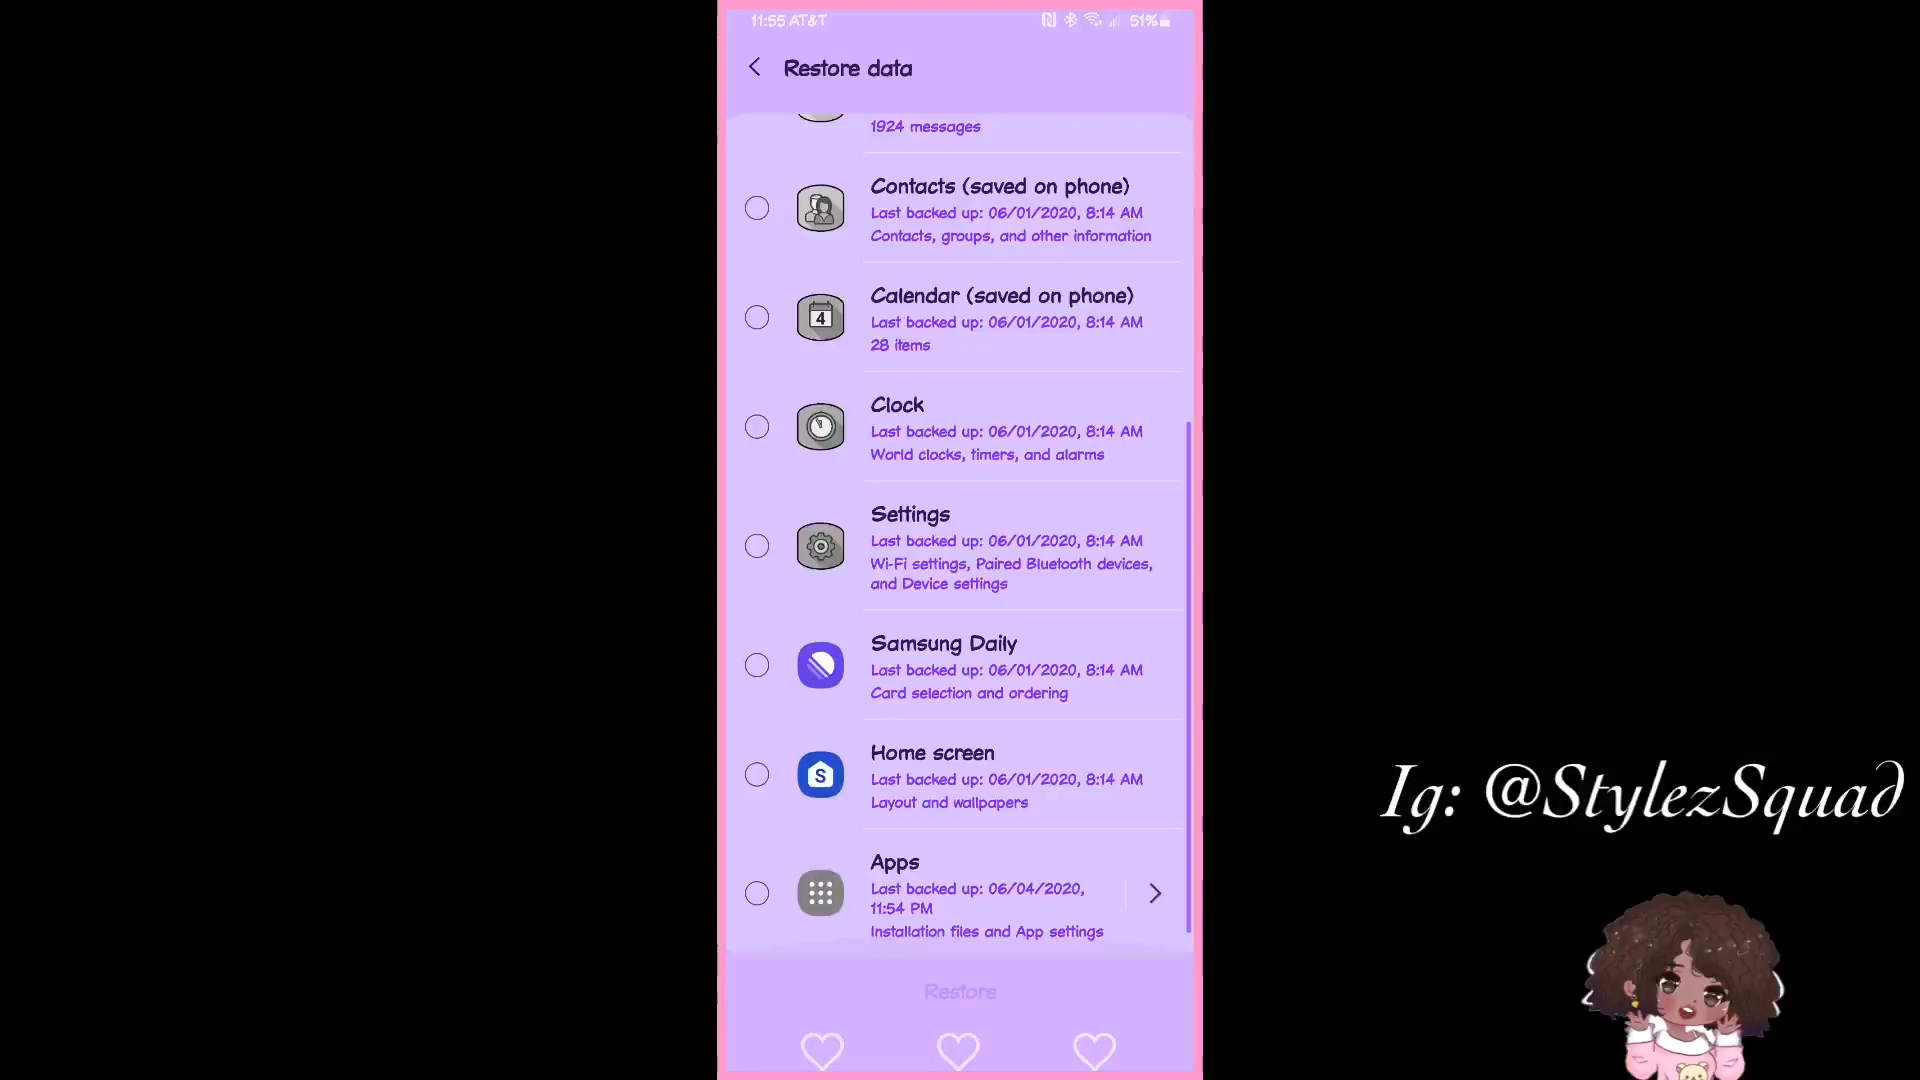 11:55 AT&T
51%
Restore data
1924 messages
Contacts (saved on phone)
Last backed up: 06/01/2020, 8:14 AM
Contacts, groups, and other information
4
Calendar (saved on phone)
Last backed up: 06/01/2020, 8:14 AM
28 items
Clock
Last backed up: 06/01/2020, 8:14 AM
World clocks, timers, and alarms
Settings
Last backed up: 06/01/2020, 8:14 AM
Wi-Fi settings, Paired Bluetooth devices,
and Device settings
Samsung Daily
Last backed up: 06/01/2020, 8:14 AM
Card selection and ordering
S
Home screen
Last backed up: 06/01/2020, 8:14 AM
Layout and wallpapers
Apps
Last backed up: 06/04/2020,
11:54 PM
Installation files and App settings
Restore
Ig: @StylezSquad